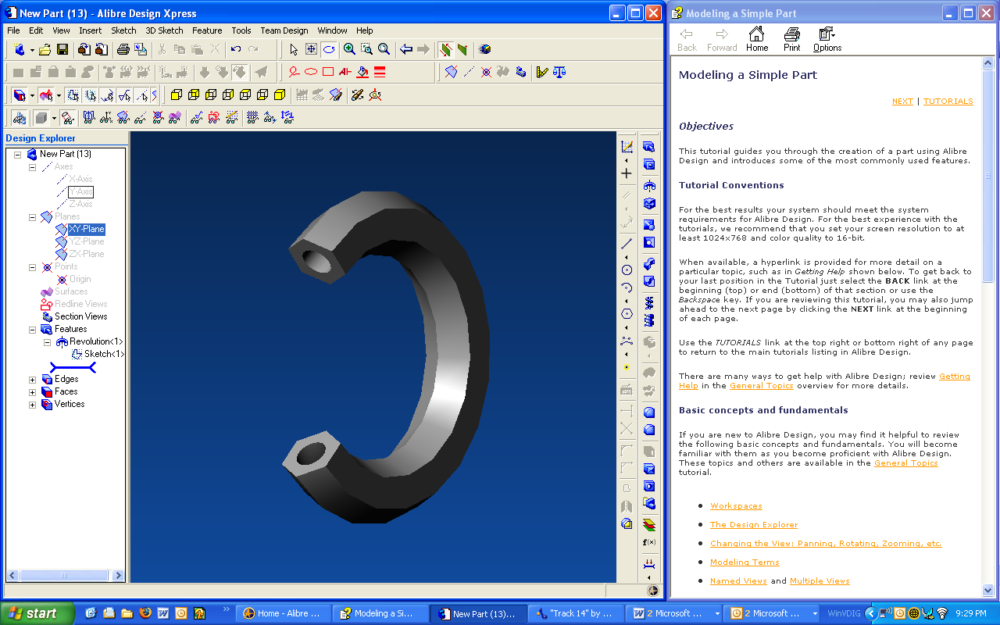 New Part (13) - Alibre Design Xpress
File Edit View Insert Sketch 3D Sketch Feature Tools Team Design Window Help
Design Explorer
New Part (13)
Axes
X-Axis
Y-Axis
Z-Axis
Planes
XY-Plane
YZ-Plane
ZX-Plane
Points
Origin
Surfaces
Redline Views
Section Views
Features
Revolution<1>
Sketch<1>
Edges
Faces
Vertices
f(x)
Modeling a Simple Part
Back Forward Home Print Options
Modeling a Simple Part
NEXT | TUTORIALS
Objectives
This tutorial guides you through the creation of a part using Alibre
Design and introduces some of the most commonly used features.
Tutorial Conventions
For the best results your system should meet the system
requirements for Alibre Design. For the best experience with the
tutorials, we recommend that you set your screen resolution to at
least 1024x768 and color quality to 16-bit.
When available, a hyperlink is provided for more detail on a
particular topic, such as in Getting Help shown below. To get back to
your last position in the Tutorial just select the BACK link at the
beginning (top) or end (bottom) of that section or use the
Backspace key. If you are reviewing this tutorial, you may also jump
ahead to the next page by clicking the NEXT link at the beginning
of each page.
Use the TUTORIALS link at the top right or bottom right of any page
to return to the main tutorials listing in Alibre Design.
There are many ways to get help with Alibre Design; review Getting
Help in the General Topics overview for more details.
Basic concepts and fundamentals
If you are new to Alibre Design, you may find it helpful to review
the following basic concepts and fundamentals. You will become
familiar with them as you become proficient with Alibre Design.
These topics and others are available in the General Topics
tutorial.
Workspaces
The Design Explorer
Changing the View: Panning, Rotating, Zooming, etc.
Modeling Terms
Named Views and Multiple Views
start
Home - Alibre ...
Modeling a Si...
New Part (13)...
"Track 14" by ...
2 Microsoft ...
2 Microsoft ...
WinVDIG
9:29 PM